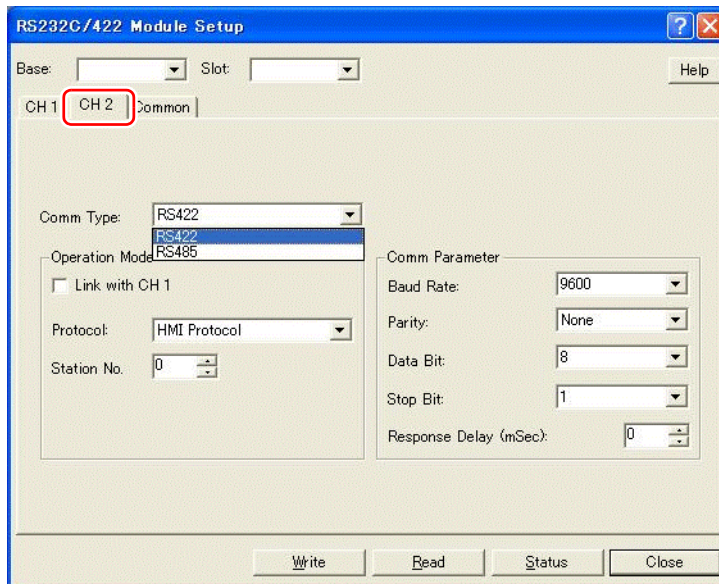 RS232C/422 Module Setup
Base: Slot: Help
CH 1 CH 2 Common
Comm Type: RS422
RS422
RS485
Operation Mode
Link with CH 1
Protocol: HMI Protocol
Station No. 0
Comm Parameter
Baud Rate: 9600
Parity: None
Data Bit: 8
Stop Bit: 1
Response Delay (mSec): 0
Write Read Status Close